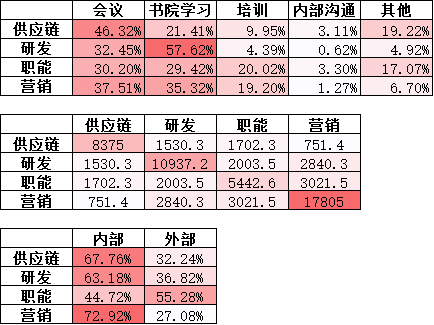 会议 书院学习 培训 内部沟通 其他
供应链 46.32% 21.41% 9.95% 3.11% 19.22%
研发 32.45% 57.62% 4.39% 0.62% 4.92%
职能 30.20% 29.42% 20.02% 3.30% 17.07%
营销 37.51% 35.32% 19.20% 1.27% 6.70%
供应链 研发 职能 营销
供应链 8375 1530.3 1702.3 751.4
研发 1530.3 10937.2 2003.5 2840.3
职能 1702.3 2003.5 5442.6 3021.5
营销 751.4 2840.3 3021.5 17805
内部 外部
供应链 67.76% 32.24%
研发 63.18% 36.82%
职能 44.72% 55.28%
营销 72.92% 27.08%